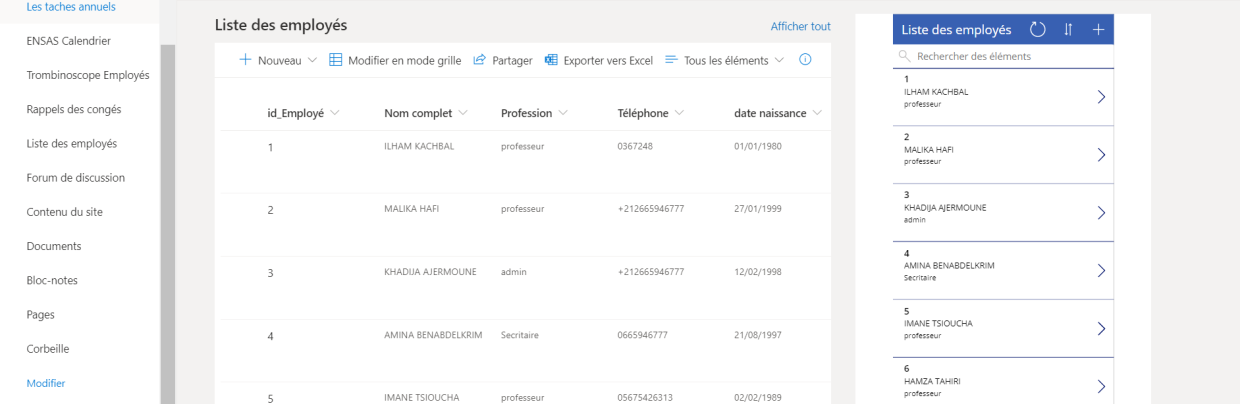 Les taches annuels
ENSAS Calendrier
Trombinoscope Employés
Rappels des congés
Liste des employés
Forum de discussion
Contenu du site
Documents
Bloc-notes
Pages
Corbeille
Modifier
Liste des employés Afficher tout
Nouveau Modifier en mode grille Partager Exporter vers Excel Tous les éléments
id_Employé Nom complet Profession Téléphone date naissance
1 ILHAM KACHBAL professeur 0367248 01/01/1980
2 MALIKA HAFI professeur +212665946777 27/01/1999
3 KHADIJA AJERMOUNE admin +212665946777 12/02/1998
4 AMINA BENABDELKRIM Secritaire 0665946777 21/08/1997
5 IMANE TSIOUCHA professeur 05675426313 02/02/1989
Liste des employés
Rechercher des éléments
1
ILHAM KACHBAL
professeur
2
MALIKA HAFI
professeur
3
KHADIJA AJERMOUNE
admin
4
AMINA BENABDELKRIM
Secritaire
5
IMANE TSIOUCHA
professeur
6
HAMZA TAHIRI
professeur